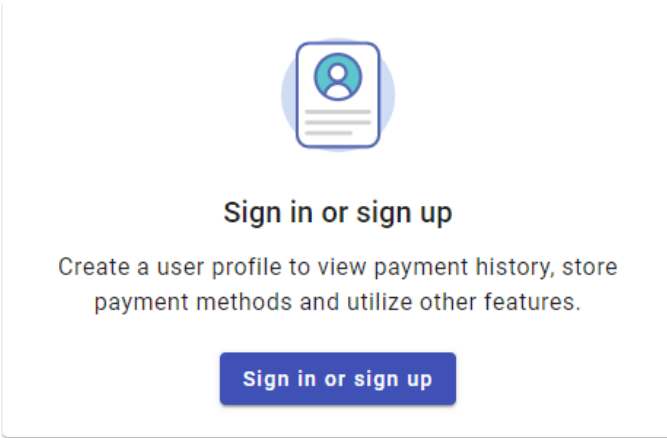 Sign in or sign up
Create a user profile to view payment history, store
payment methods and utilize other features.
Sign in or sign up